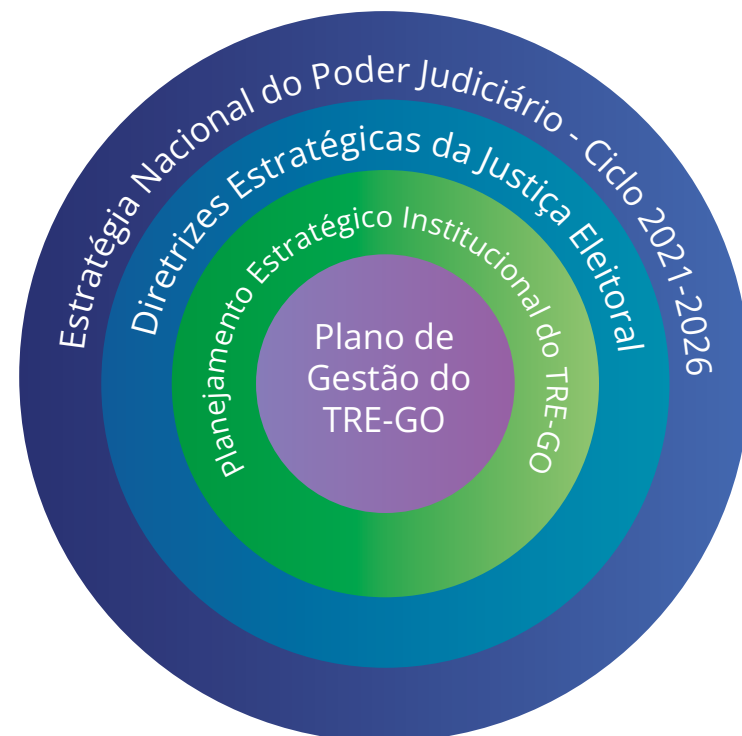 Estratégia Nacional do Poder Judiciário - Ciclo 2021-2026
Diretrizes Estratégicas da Justiça Eleitoral
Planejamento Estratégico Institucional do TRE-GO
Plano de
Gestão do
TRE-GO